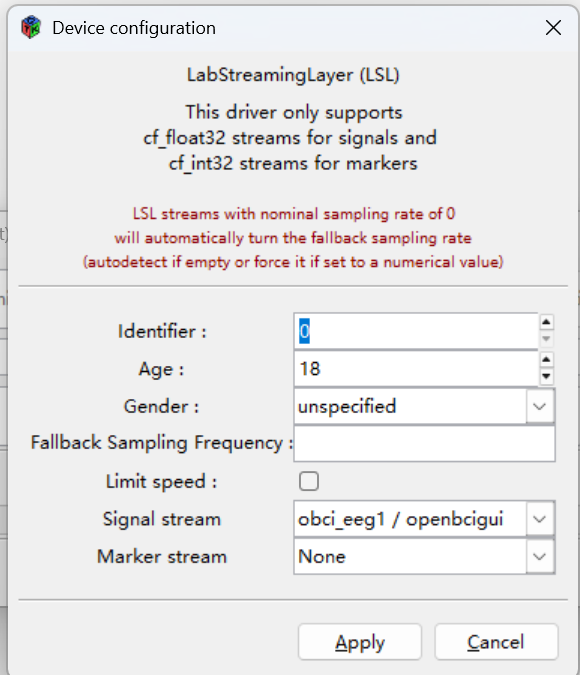 Device configuration
LabStreamingLayer (LSL)
This driver only supports
cf_float32 streams for signals and
cf_int32 streams for markers
LSL streams with nominal sampling rate of 0
will automatically turn the fallback sampling rate
(autodetect if empty or force it if set to a numerical value)
Identifier : 0
Age : 18
Gender : unspecified
Fallback Sampling Frequency :
Limit speed :
Signal stream obci_eeg1 / openbcigui
Marker stream None
Apply Cancel